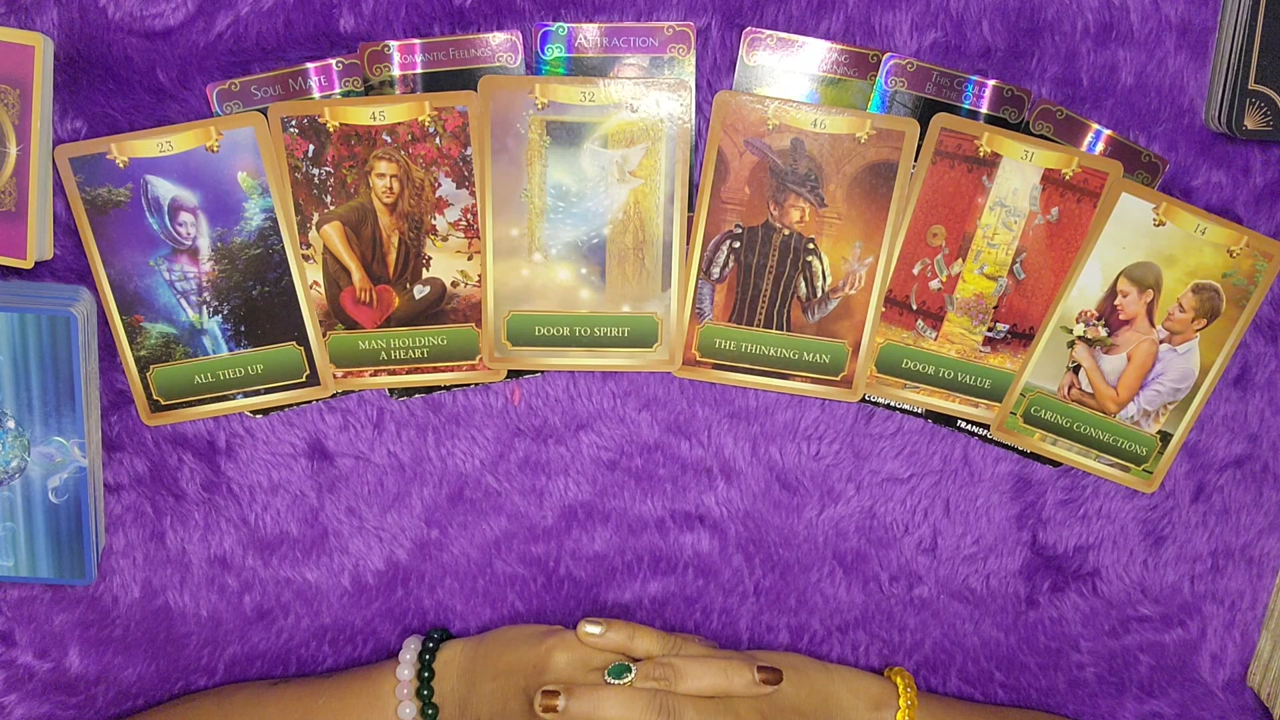 SOUL MATE
ROMANTIC FEELINGS
ATTRACTION
THIS COULD
BE THE ONE
23
ALL TIED UP
45
MAN HOLDING
A HEART
32
DOOR TO SPIRIT
46
THE THINKING MAN
31
DOOR TO VALUE
14
CARING CONNECTIONS
COMPROMISE
TRANSFORMATION